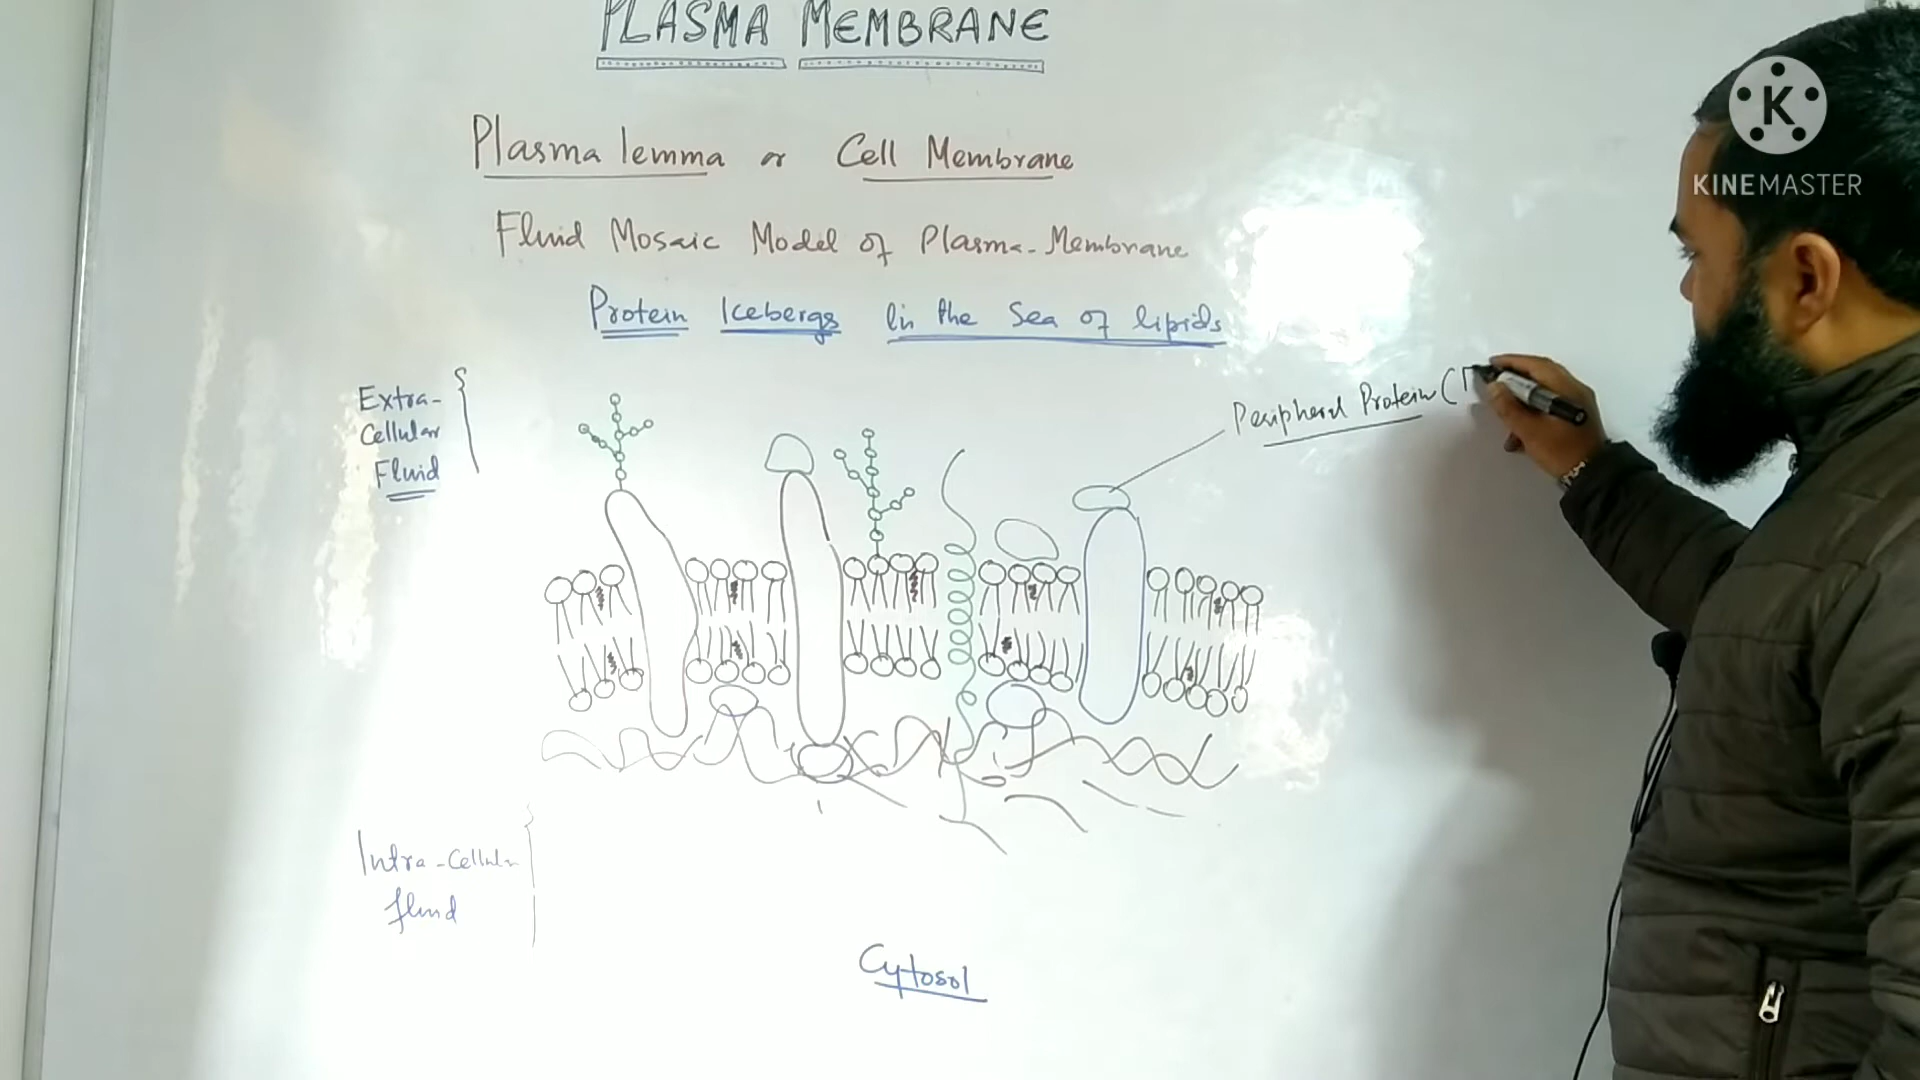 PLASMA MEMBRANE
Plasma lemma or Cell Membrane
Fluid Mosaic Model of Plasma-Membrane
Protein Icebergs in the Sea of lipids
Extra-
Cellular
Fluid
Peripheral Protein (
Intra-Cellular
fluid
Cytosol
K
KINEMASTER